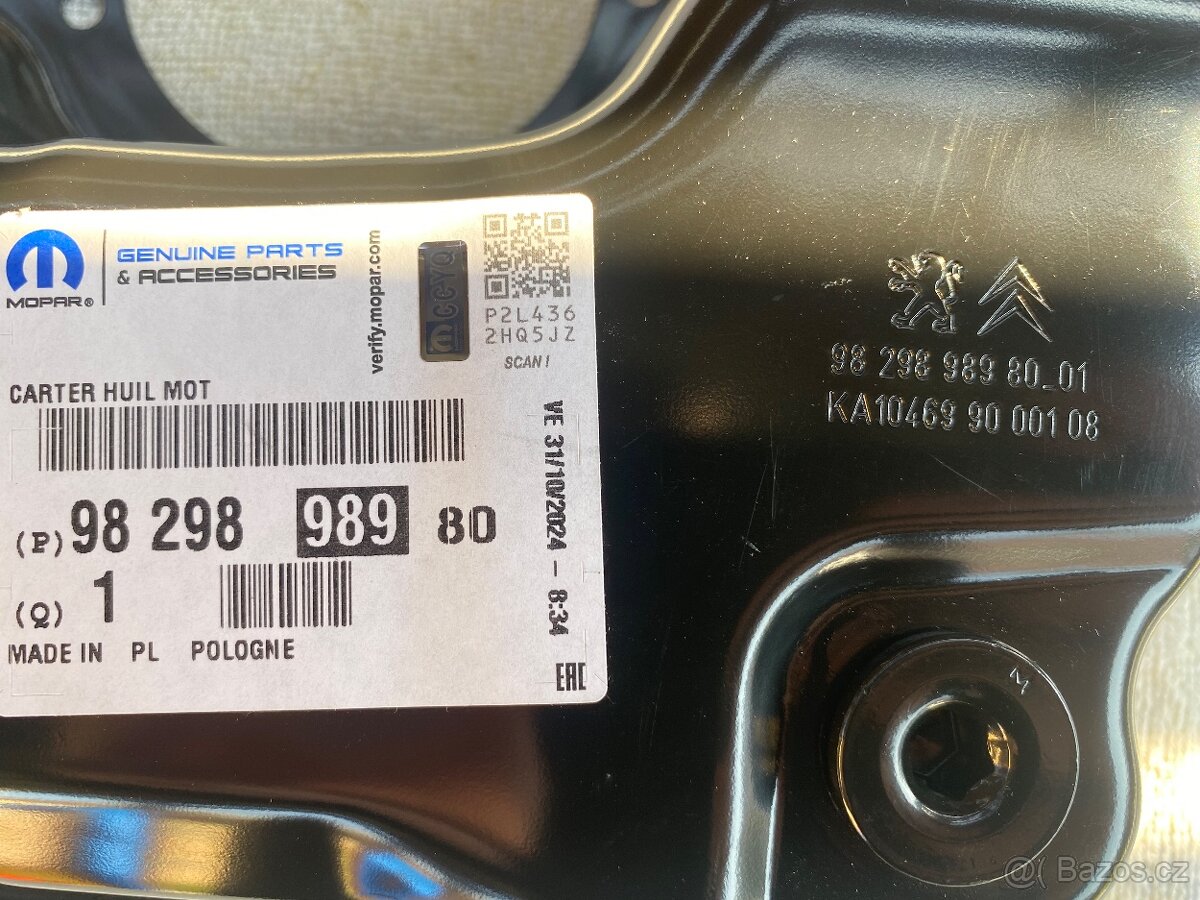 MOPAR®
GENUINE PARTS
& ACCESSORIES
verify.mopar.com
CCYQ
P2L436
2HQ5JZ
SCAN!
CARTER HUIL MOT
(P) 98 298 989 80
(Q) 1
MADE IN PL POLOGNE
VE 31/10/2024 - 8:34
EAC
98 298 989 80_01
KA10469 90 001 08
M
Bazos.cz